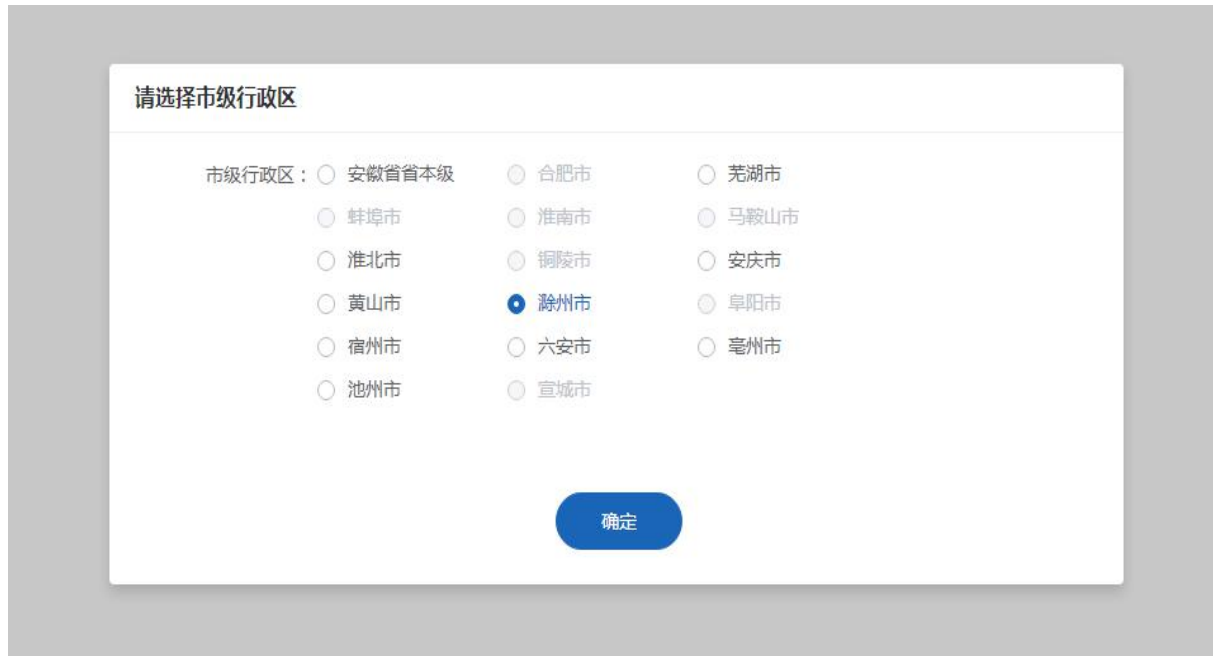 请选择市级行政区
市级行政区： 安徽省省本级 合肥市 芜湖市
蚌埠市 淮南市 马鞍山市
淮北市 铜陵市 安庆市
黄山市 滁州市 阜阳市
宿州市 六安市 亳州市
池州市 宣城市
确定